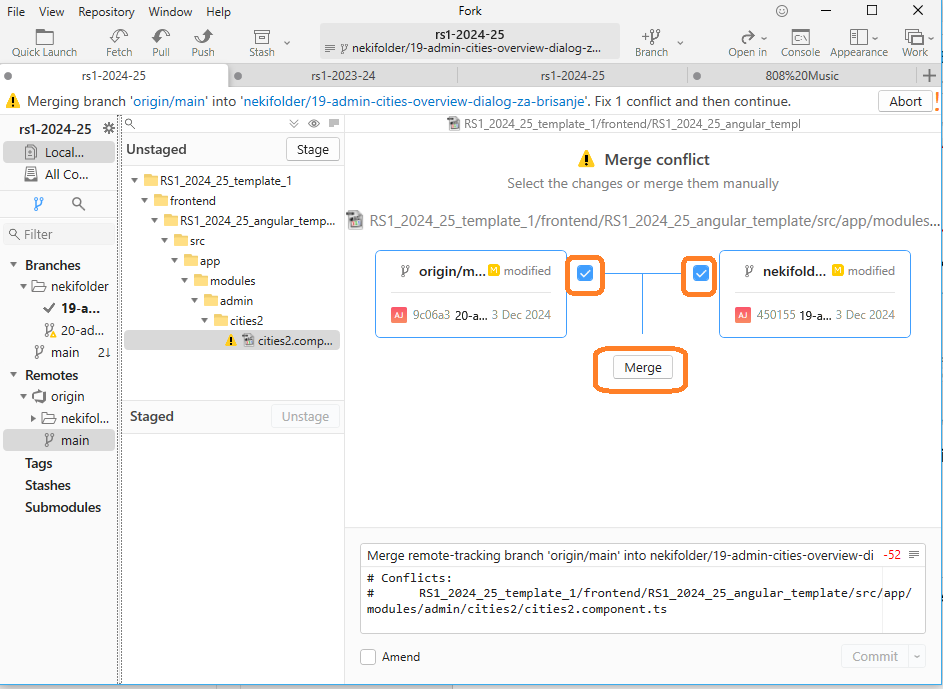 File View Repository Window Help
Fork
Quick Launch
Fetch
Pull
Push
Stash
rs1-2024-25
nekifolder/19-admin-cities-overview-dialog-z...
Branch
Open in
Console
Appearance
Work
rs1-2024-25
rs1-2023-24
rs1-2024-25
808%20Music
Merging branch 'origin/main' into 'nekifolder/19-admin-cities-overview-dialog-za-brisanje'. Fix 1 conflict and then continue.
Abort
rs1-2024-25
Local...
All Co...
Filter
Branches
nekifolder
19-a...
20-ad...
main 2↓
Remotes
origin
nekifol...
main
Tags
Stashes
Submodules
Unstaged
Stage
RS1_2024_25_template_1
frontend
RS1_2024_25_angular_temp...
src
app
modules
admin
cities2
cities2.comp...
Staged
Unstage
RS1_2024_25_template_1/frontend/RS1_2024_25_angular_templ
Merge conflict
Select the changes or merge them manually
RS1_2024_25_template_1/frontend/RS1_2024_25_angular_template/src/app/modules...
origin/m... M modified
AJ 9c06a3 20-a... 3 Dec 2024
nekifold... M modified
AJ 450155 19-a... 3 Dec 2024
Merge
Merge remote-tracking branch 'origin/main' into nekifolder/19-admin-cities-overview-di -52
# Conflicts:
# RS1_2024_25_template_1/frontend/RS1_2024_25_angular_template/src/app/
modules/admin/cities2/cities2.component.ts
Amend
Commit